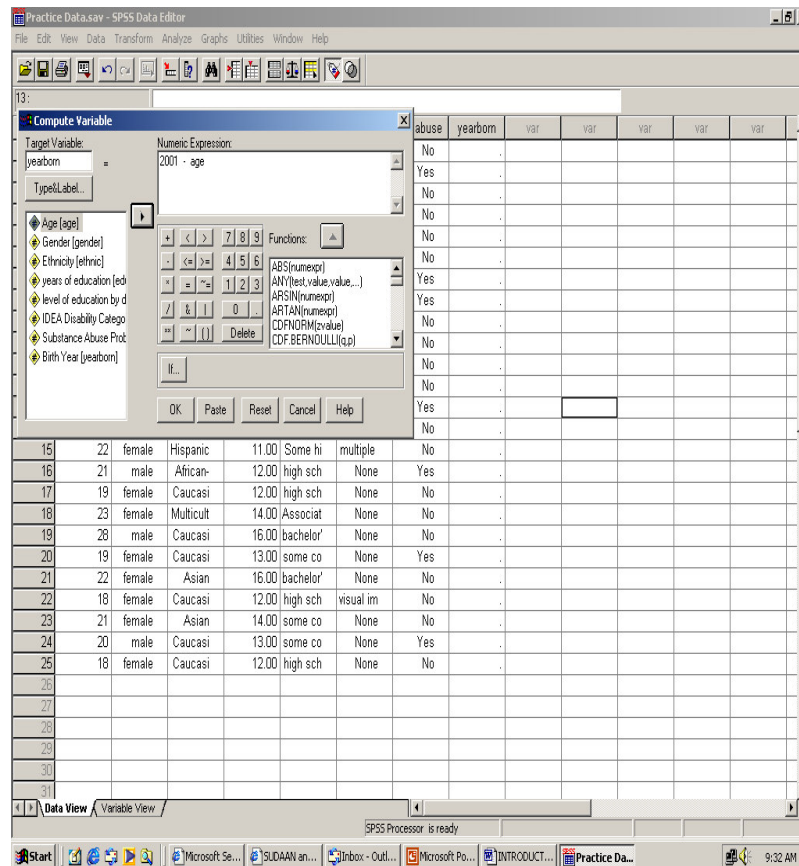 Practice Data.sav - SPSS Data Editor
File Edit View Data Transform Analyze Graphs Utilities Window Help
13:
Compute Variable
Target Variable:
yearborn
=
Type&Label...
Numeric Expression:
2001 - age
Age [age]
Gender [gender]
Ethnicity [ethnic]
years of education [edu
level of education by d
IDEA Disability Catego
Substance Abuse Prob
Birth Year [yearborn]
+ < > 7 8 9
- <= >= 4 5 6
* = ~= 1 2 3
/ & | 0 .
** ~ () Delete
Functions:
ABS(numexpr)
ANY(test,value,value,...)
ARSIN(numexpr)
ARTAN(numexpr)
CDFNORM(zvalue)
CDF.BERNOULLI(q,p)
If...
OK Paste Reset Cancel Help
abuse yearborn var var var var var
No .
Yes .
No .
No .
No .
No .
Yes .
Yes .
No .
No .
No .
No .
Yes .
No .
15 22 female Hispanic 11.00 Some hi multiple No .
16 21 male African- 12.00 high sch None Yes .
17 19 female Caucasi 12.00 high sch None No .
18 23 female Multicult 14.00 Associat None No .
19 28 male Caucasi 16.00 bachelor' None No .
20 19 female Caucasi 13.00 some co None Yes .
21 22 female Asian 16.00 bachelor' None No .
22 18 female Caucasi 12.00 high sch visual im No .
23 21 female Asian 14.00 some co None No .
24 20 male Caucasi 13.00 some co None Yes .
25 18 female Caucasi 12.00 high sch None No .
26
27
28
29
30
31
Data View Variable View
SPSS Processor is ready
Start Microsoft Se... SUDAAN an... Inbox - Outl... Microsoft Po... INTRODUCT... Practice Da... 9:32 AM